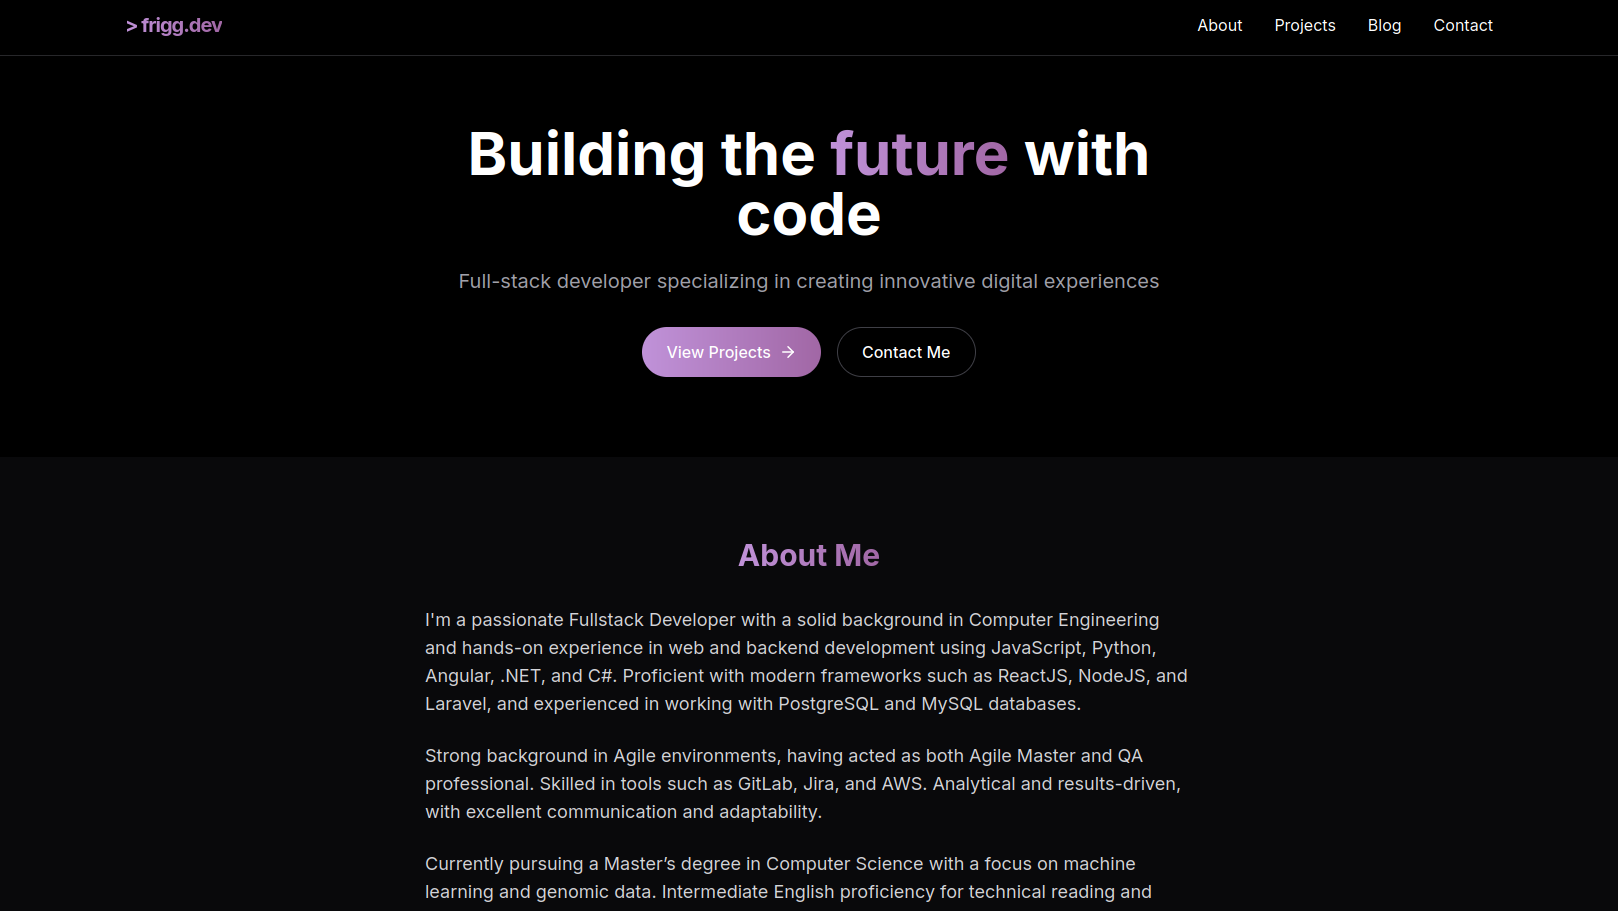 > frigg.dev
About Projects Blog Contact
Building the future with
code
Full-stack developer specializing in creating innovative digital experiences
View Projects → Contact Me
About Me
I'm a passionate Fullstack Developer with a solid background in Computer Engineering
and hands-on experience in web and backend development using JavaScript, Python,
Angular, .NET, and C#. Proficient with modern frameworks such as ReactJS, NodeJS, and
Laravel, and experienced in working with PostgreSQL and MySQL databases.
Strong background in Agile environments, having acted as both Agile Master and QA
professional. Skilled in tools such as GitLab, Jira, and AWS. Analytical and results-driven,
with excellent communication and adaptability.
Currently pursuing a Master’s degree in Computer Science with a focus on machine
learning and genomic data. Intermediate English proficiency for technical reading and